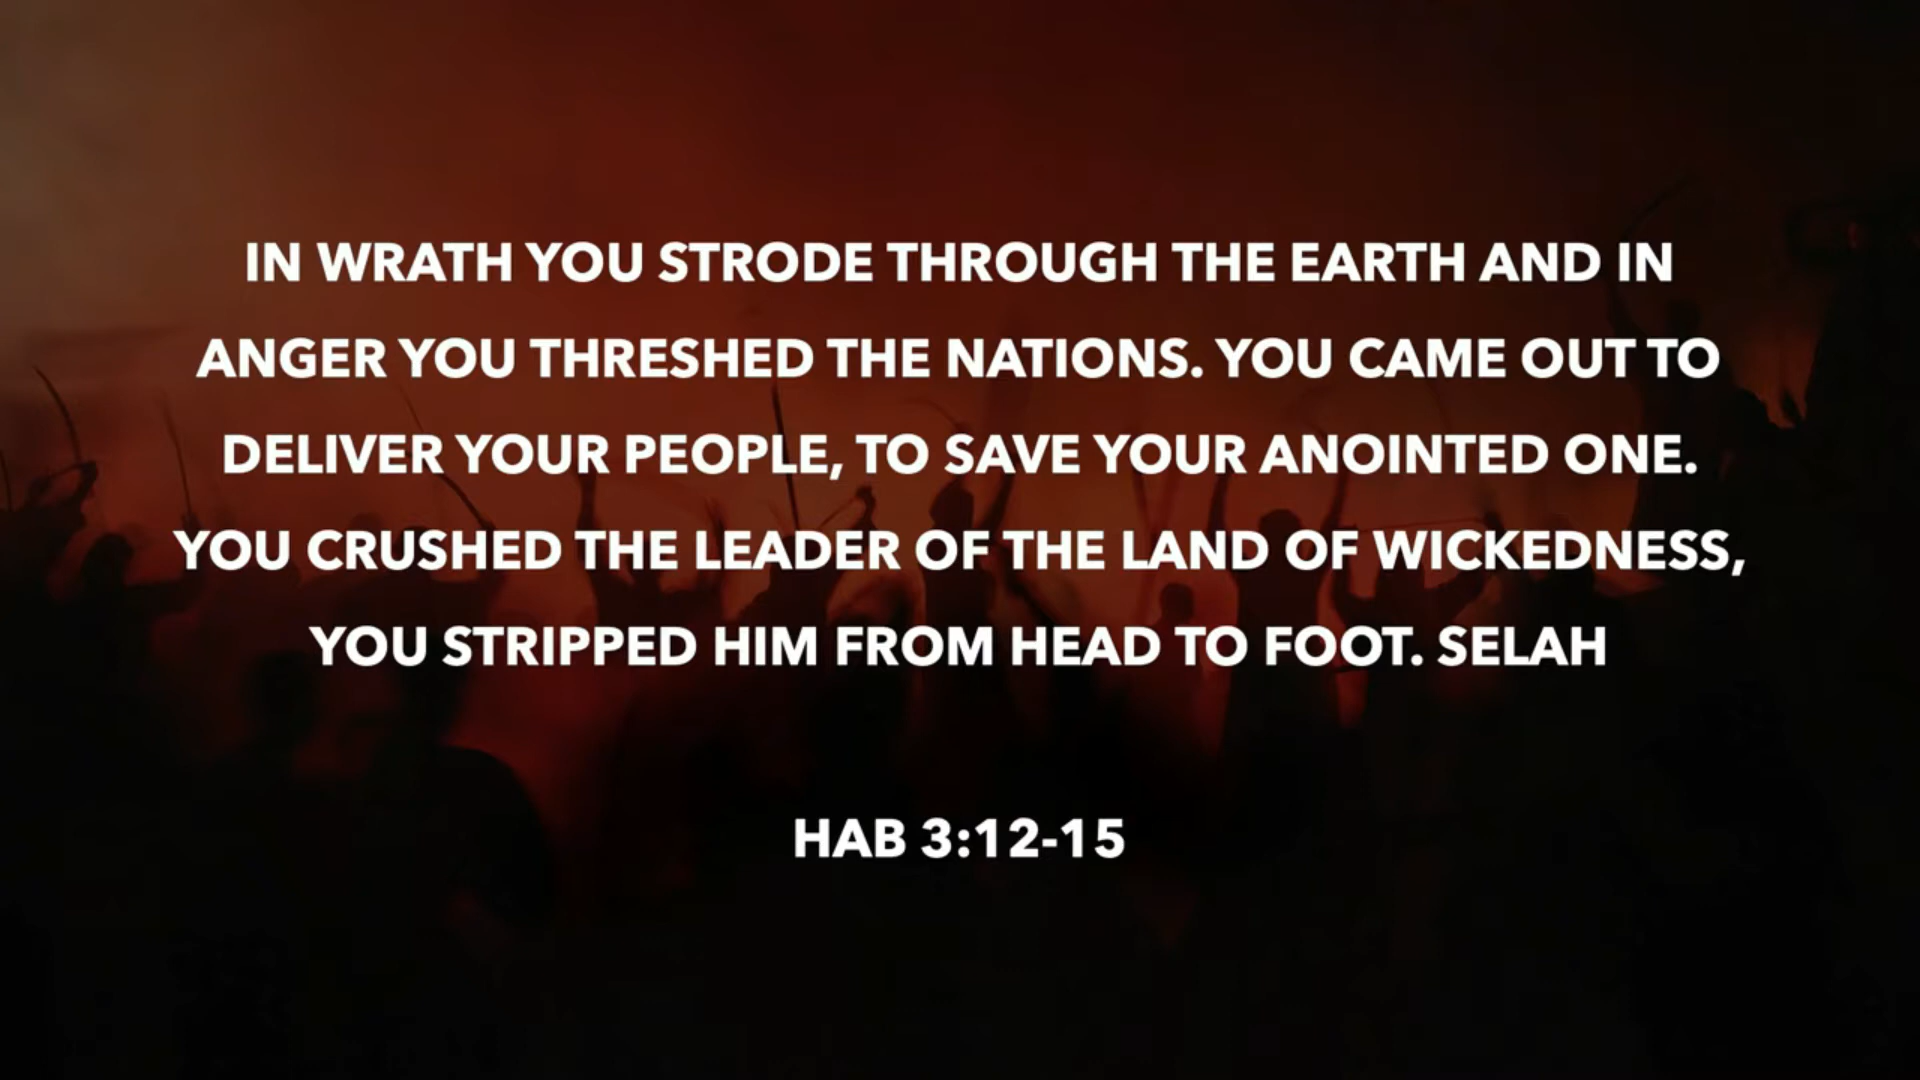 IN WRATH YOU STRODE THROUGH THE EARTH AND IN
ANGER YOU THRESHED THE NATIONS. YOU CAME OUT TO
DELIVER YOUR PEOPLE, TO SAVE YOUR ANOINTED ONE.
YOU CRUSHED THE LEADER OF THE LAND OF WICKEDNESS,
YOU STRIPPED HIM FROM HEAD TO FOOT. SELAH
HAB 3:12-15